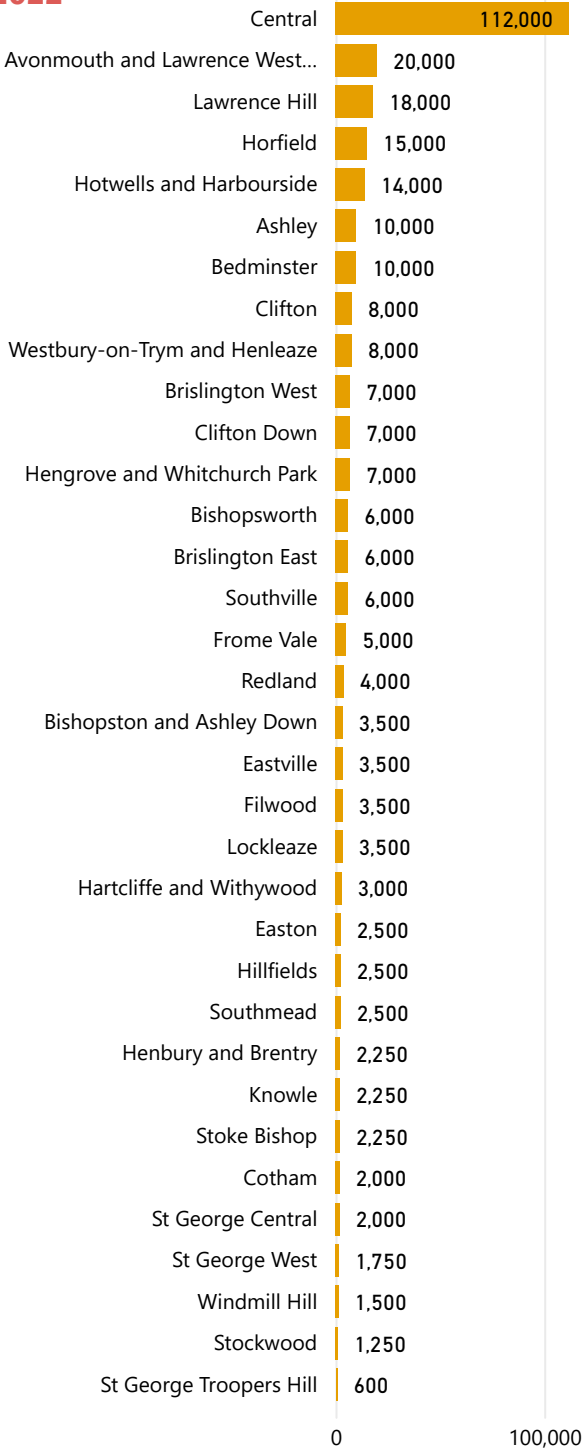 Central 112,000
Avonmouth and Lawrence West... 20,000
Lawrence Hill 18,000
Horfield 15,000
Hotwells and Harbourside 14,000
Ashley 10,000
Bedminster 10,000
Clifton 8,000
Westbury-on-Trym and Henleaze 8,000
Brislington West 7,000
Clifton Down 7,000
Hengrove and Whitchurch Park 7,000
Bishopsworth 6,000
Brislington East 6,000
Southville 6,000
Frome Vale 5,000
Redland 4,000
Bishopston and Ashley Down 3,500
Eastville 3,500
Filwood 3,500
Lockleaze 3,500
Hartcliffe and Withywood 3,000
Easton 2,500
Hillfields 2,500
Southmead 2,500
Henbury and Brentry 2,250
Knowle 2,250
Stoke Bishop 2,250
Cotham 2,000
St George Central 2,000
St George West 1,750
Windmill Hill 1,500
Stockwood 1,250
St George Troopers Hill 600
0 100,000